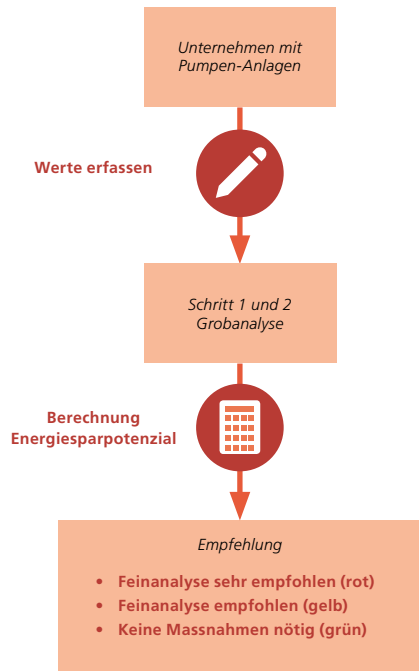 Unternehmen mit
Pumpen-Anlagen
Werte erfassen
Schritt 1 und 2
Grobanalyse
Berechnung
Energiesparpotenzial
Empfehlung
• Feinanalyse sehr empfohlen (rot)
• Feinanalyse empfohlen (gelb)
• Keine Massnahmen nötig (grün)